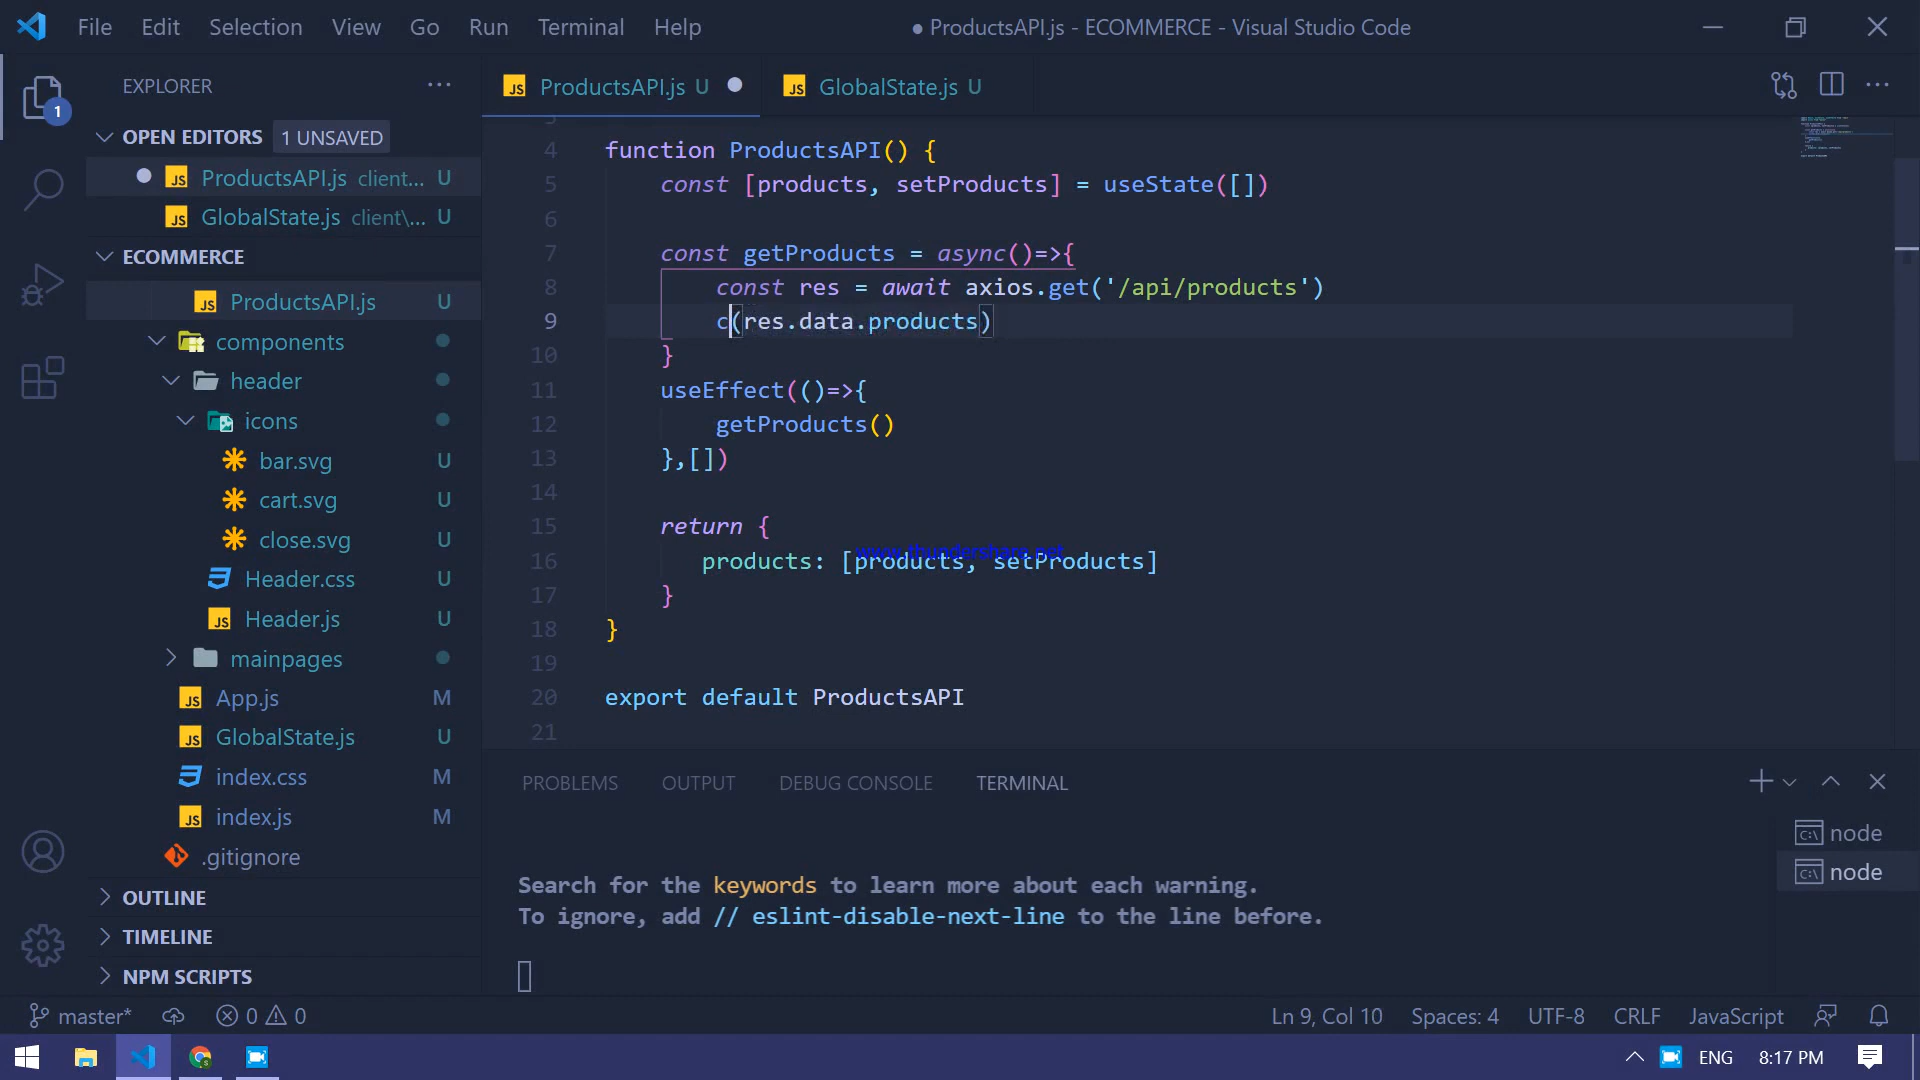 File Edit Selection View Go Run Terminal Help
● ProductsAPI.js - ECOMMERCE - Visual Studio Code
EXPLORER
1
OPEN EDITORS 1 UNSAVED
ProductsAPI.js client... U
GlobalState.js client\... U
ECOMMERCE
ProductsAPI.js U
components
header
icons
bar.svg U
cart.svg U
close.svg U
Header.css U
Header.js U
mainpages
App.js M
GlobalState.js U
index.css M
index.js M
.gitignore
OUTLINE
TIMELINE
NPM SCRIPTS
ProductsAPI.js U
GlobalState.js U
4 function ProductsAPI() {
5 const [products, setProducts] = useState([])
6
7 const getProducts = async()=>{
8 const res = await axios.get('/api/products')
9 c(res.data.products)
10 }
11 useEffect(()=>{
12 getProducts()
13 },[])
14
15 return {
www.thundershare.net
16 products: [products, setProducts]
17 }
18 }
19
20 export default ProductsAPI
21
PROBLEMS OUTPUT DEBUG CONSOLE TERMINAL
node
node
Search for the keywords to learn more about each warning.
To ignore, add // eslint-disable-next-line to the line before.
master* 0 0
Ln 9, Col 10 Spaces: 4 UTF-8 CRLF JavaScript
ENG 8:17 PM